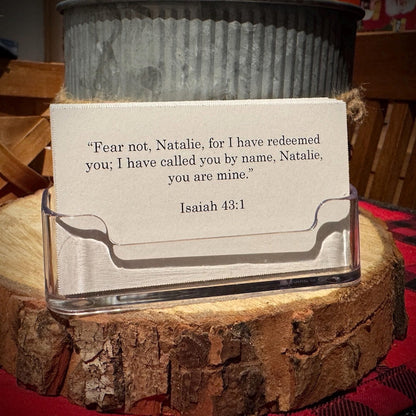 “Fear not, Natalie, for I have redeemed
you; I have called you by name, Natalie,
you are mine.”
Isaiah 43:1